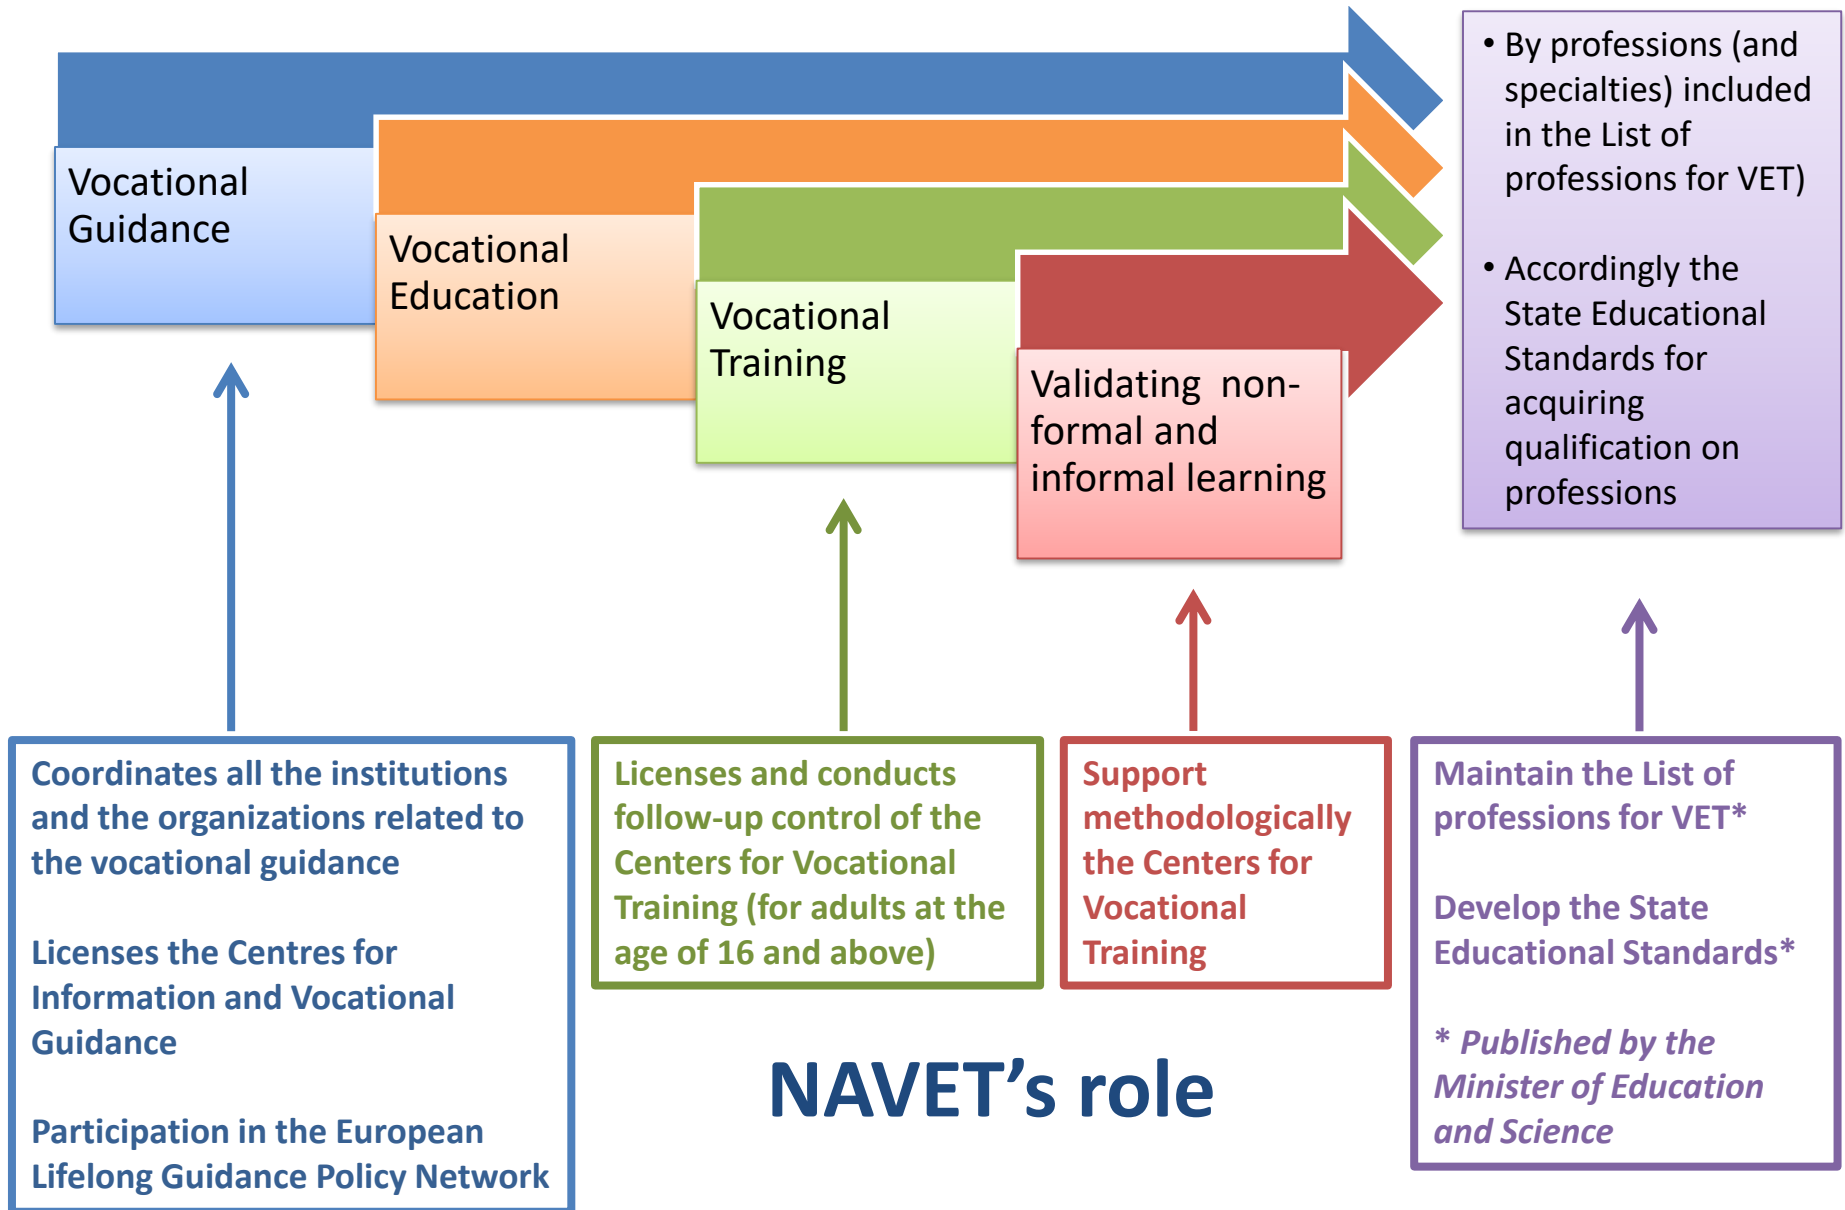 Vocational
Guidance
Vocational
Education
Vocational
Training
Validating  non-
formal and
informal learning
• By professions (and
specialties) included
in the List of
professions for VET)
• Accordingly the
State Educational
Standards for
acquiring
qualification on
professions
Coordinates all the institutions
and the organizations related to
the vocational guidance
Licenses the Centres for
Information and Vocational
Guidance
Participation in the European
Lifelong Guidance Policy Network
Licenses and conducts
follow-up control of the
Centers for Vocational
Training (for adults at the
age of 16 and above)
Support
methodologically
the Centers for
Vocational
Training
Maintain the List of
professions for VET*
Develop the State
Educational Standards*
* Published by the
Minister of Education
and Science
NAVET’s role